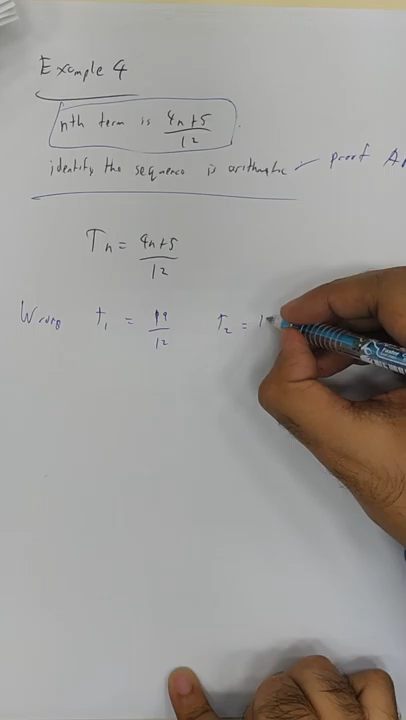 Example 4
nth term is 4n+5/12
identify the sequence is arithmetic proof
Tn = 4n+5/12
Wrong t1 = 19/12 T2 = 1